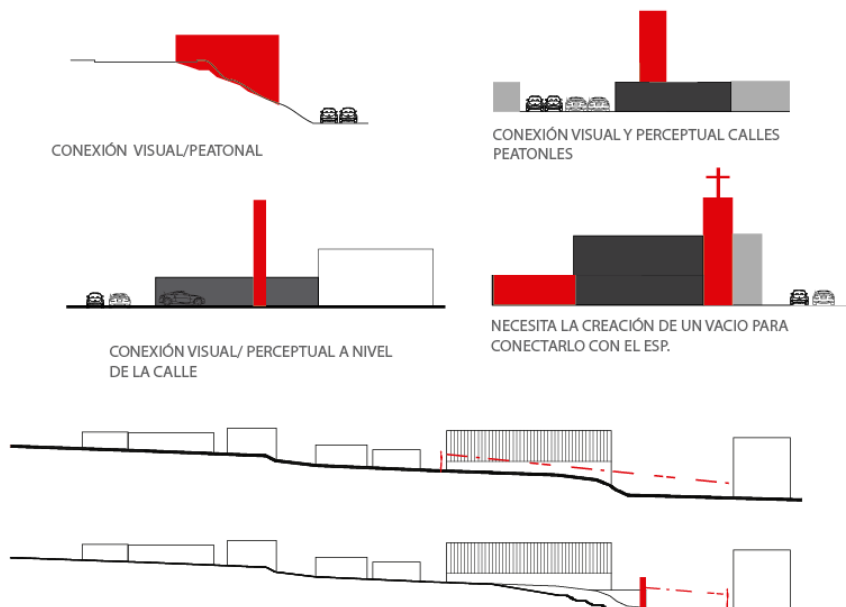 CONEXIÓN VISUAL/PEATONAL
CONEXIÓN VISUAL Y PERCEPTUAL CALLES
PEATONLES
CONEXIÓN VISUAL/ PERCEPTUAL A NIVEL
DE LA CALLE
NECESITA LA CREACIÓN DE UN VACIO PARA
CONECTARLO CON EL ESP.